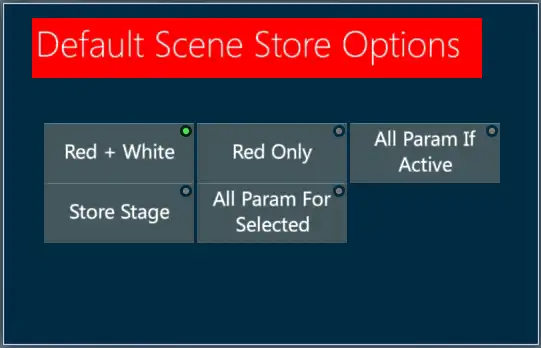 Default Scene Store Options
Red + White
Red Only
All Param If
Active
Store Stage
All Param For
Selected